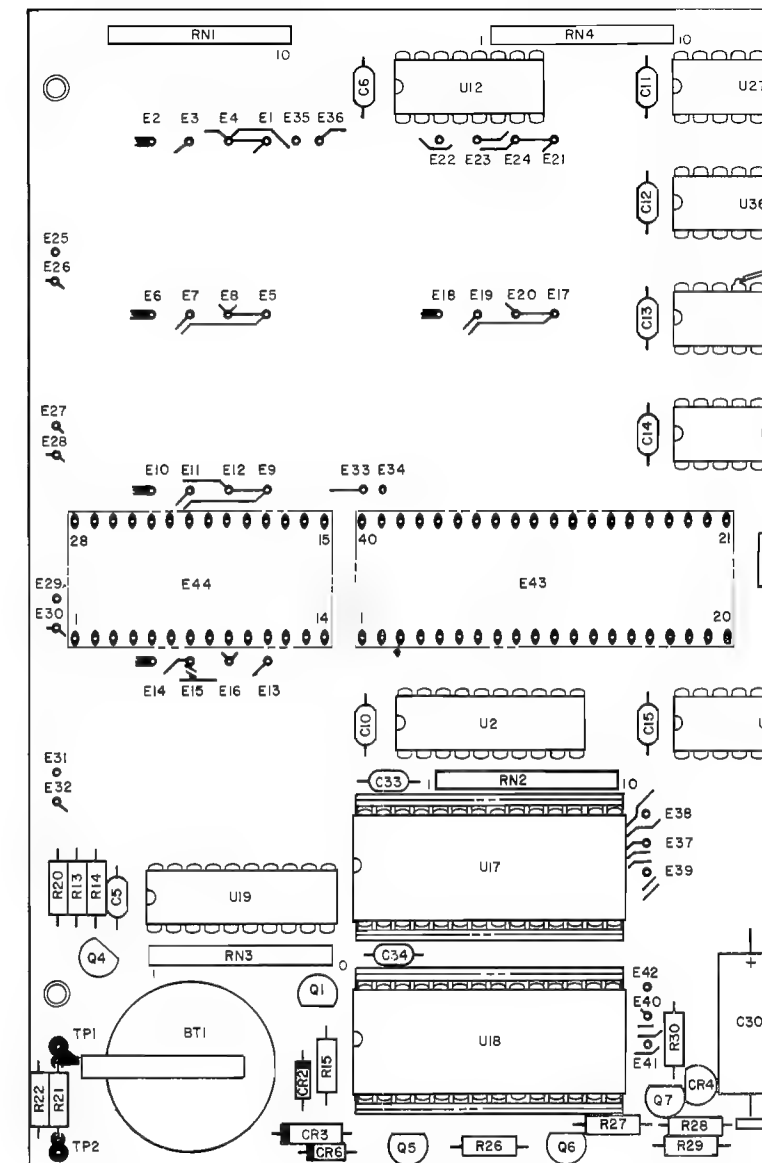 RN1
10
1
RN4
10
C6
U12
C11
U27
E2 E3 E4 E1 E35 E36
E22 E23 E24 E21
C12
U36
E25
E26
E6 E7 E8 E5
E18 E19 E20 E17
C13
E27
E28
C14
E10 E11 E12 E9
E33 E34
28
15
40
21
E29
E44
E43
E30
1
14
1
20
E14 E15 E16 E13
C10
U2
C15
E31
E32
C33
1
RN2
10
E38
E37
E39
U17
R20
R13
R14
C5
U19
Q4
RN3
1
0
C34
E42
E40
E41
Q1
TP1
BT1
U18
R30
C30
+
R15
CR2
CR4
Q7
R22
R21
R27
R28
CR3
TP2
CR6
Q5
R26
Q6
R29